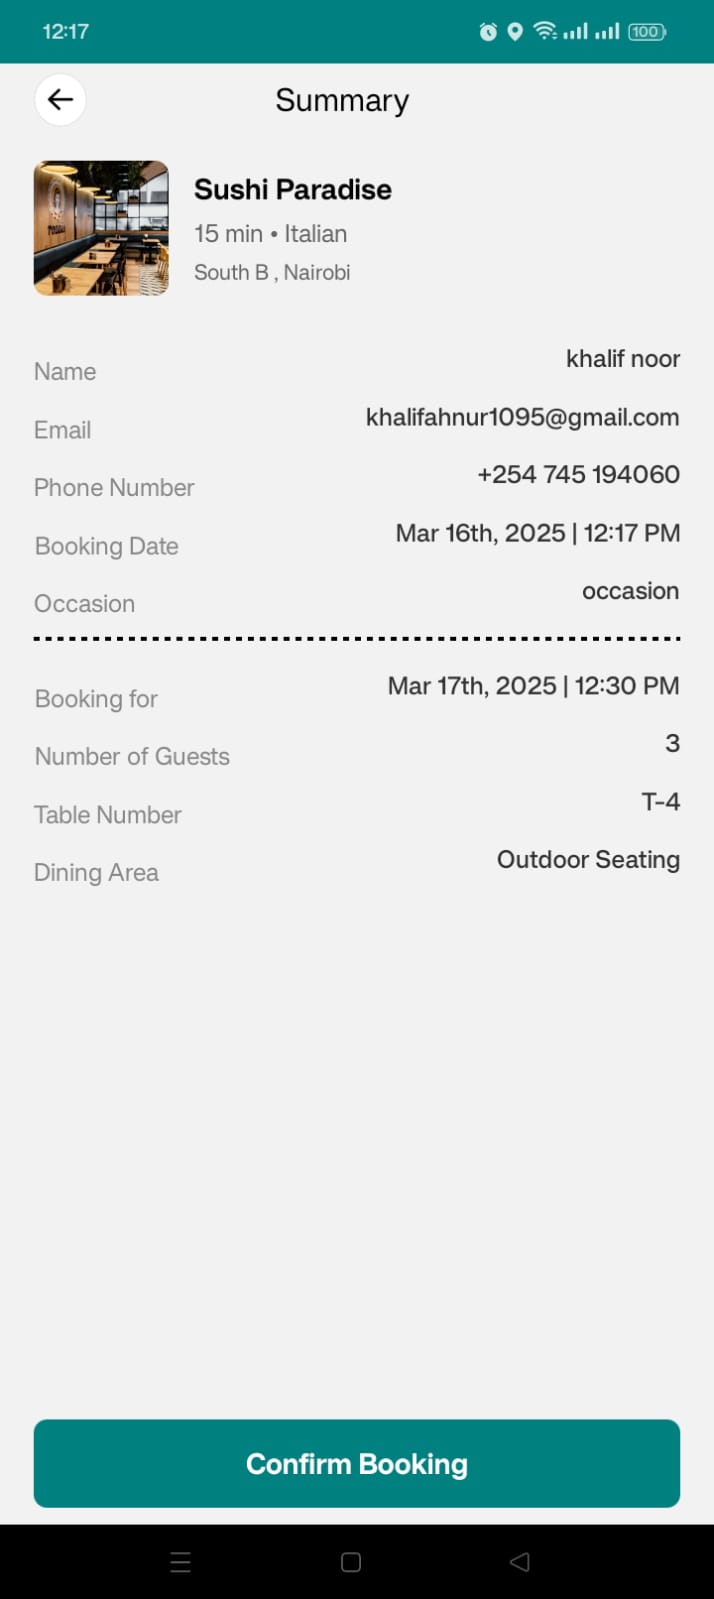 12:17
100
Summary
Sushi Paradise
15 min • Italian
South B , Nairobi
Name khalif noor
Email khalifahnur1095@gmail.com
Phone Number +254 745 194060
Booking Date Mar 16th, 2025 | 12:17 PM
Occasion occasion
Booking for Mar 17th, 2025 | 12:30 PM
Number of Guests 3
Table Number T-4
Dining Area Outdoor Seating
Confirm Booking